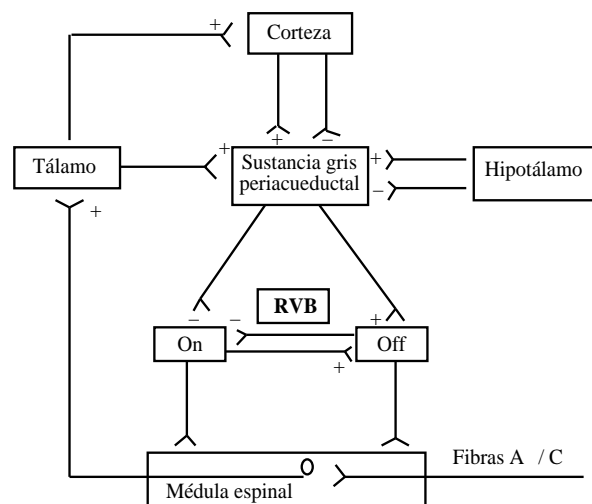 Corteza
+
+
−
Tálamo
+
Sustancia gris
periacueductal
+
−
Hipotálamo
+
RVB
−
−
+
On
Off
+
Fibras A / C
Médula espinal